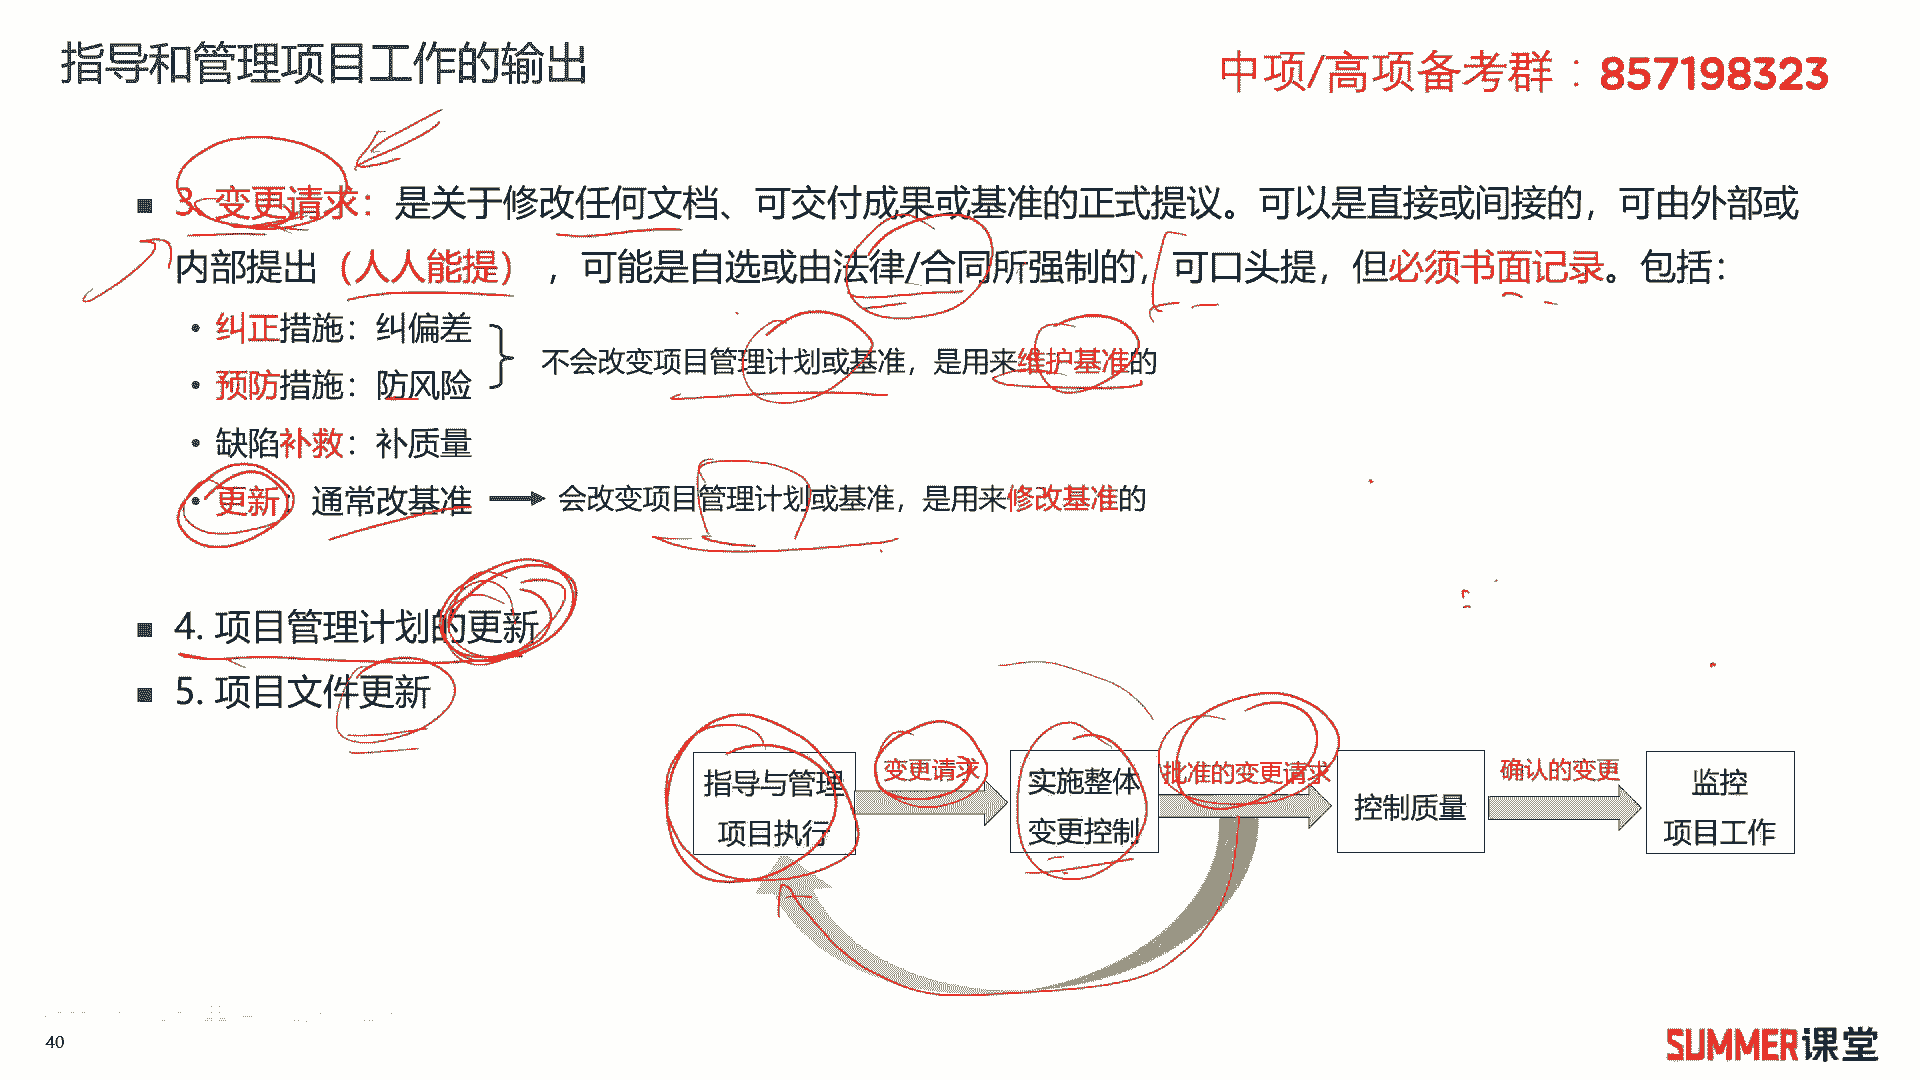 指导和管理项目工作的输出
中项/高项备考群：857198323
3. 变更请求：是关于修改任何文档、可交付成果或基准的正式提议。可以是直接或间接的，可由外部或
内部提出（人人能提），可能是自选或由法律/合同所强制的，可口头提，但必须书面记录。包括：
• 纠正措施：纠偏差
• 预防措施：防风险
不会改变项目管理计划或基准，是用来维护基准的
• 缺陷补救：补质量
• 更新：通常改基准
会改变项目管理计划或基准，是用来修改基准的
4. 项目管理计划的更新
5. 项目文件更新
指导与管理
项目执行
变更请求
实施整体
变更控制
批准的变更请求
控制质量
确认的变更
监控
项目工作
40
SUMMER课堂